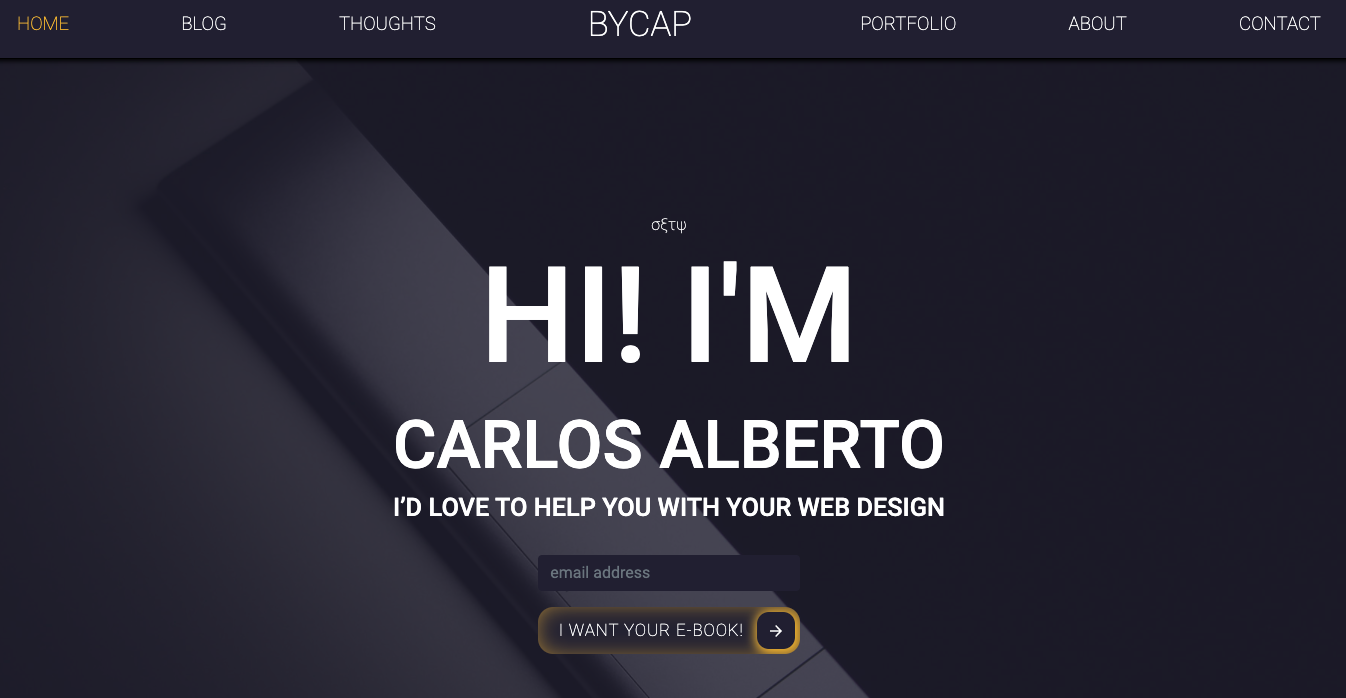 HOME BLOG THOUGHTS BYCAP PORTFOLIO ABOUT CONTACT
σξτψ
HI! I'M
CARLOS ALBERTO
I’D LOVE TO HELP YOU WITH YOUR WEB DESIGN
email address
I WANT YOUR E-BOOK!